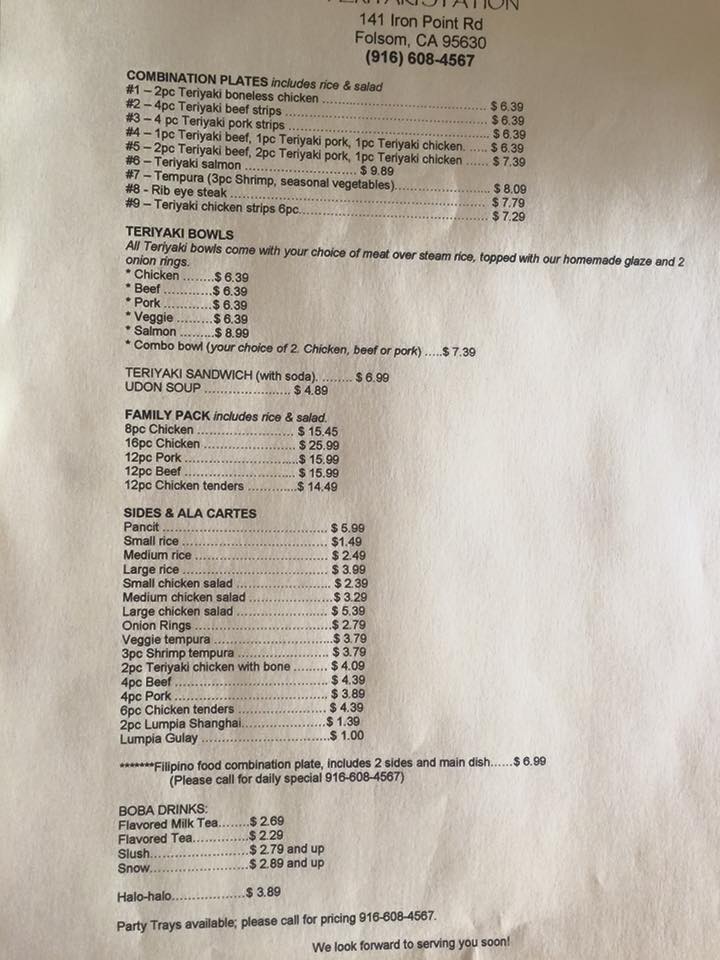 141 Iron Point Rd
Folsom, CA 95630
(916) 608-4567
COMBINATION PLATES includes rice & salad
#1 – 2pc Teriyaki boneless chicken ................................................ $ 6.39
#2 – 4pc Teriyaki beef strips ......................................................... $ 6.39
#3 – 4 pc Teriyaki pork strips ........................................................ $ 6.39
#4 – 1pc Teriyaki beef, 1pc Teriyaki pork, 1pc Teriyaki chicken. ..... $ 6.39
#5 – 2pc Teriyaki beef, 2pc Teriyaki pork, 1pc Teriyaki chicken ...... $ 7.39
#6 – Teriyaki salmon ................................. $ 9.89
#7 – Tempura (3pc Shrimp, seasonal vegetables)............................ $ 8.09
#8 - Rib eye steak ........................................................................ $ 7.79
#9 – Teriyaki chicken strips 6pc.................................................... $ 7.29
TERIYAKI BOWLS
All Teriyaki bowls come with your choice of meat over steam rice, topped with our homemade glaze and 2
onion rings.
* Chicken ........$ 6.39
* Beef ............$ 6.39
* Pork ............$ 6.39
* Veggie .........$ 6.39
* Salmon .........$ 8.99
* Combo bowl (your choice of 2. Chicken, beef or pork) .....$ 7.39
TERIYAKI SANDWICH (with soda). ........ $ 6.99
UDON SOUP ...................... $ 4.89
FAMILY PACK includes rice & salad.
8pc Chicken ......................... $ 15.45
16pc Chicken ........................ $ 25.99
12pc Pork .............................$ 15.99
12pc Beef .............................$ 15.99
12pc Chicken tenders .............$ 14.49
SIDES & ALA CARTES
Pancit ........................................... $ 5.99
Small rice ...................................... $1.49
Medium rice ................................... $ 2.49
Large rice ...................................... $ 3.99
Small chicken salad ........................ $ 2.39
Medium chicken salad .....................$ 3.29
Large chicken salad ........................ $ 5.39
Onion Rings ...................................$ 2.79
Veggie tempura ..............................$ 3.79
3pc Shrimp tempura ....................... $ 3.79
2pc Teriyaki chicken with bone ......... $ 4.09
4pc Beef ........................................ $ 4.39
4pc Pork ........................................ $ 3.89
6pc Chicken tenders ........................ $ 4.39
2pc Lumpia Shanghai.....................$ 1.39
Lumpia Gulay .................................$ 1.00
*******Filipino food combination plate, includes 2 sides and main dish......$ 6.99
(Please call for daily special 916-608-4567)
BOBA DRINKS:
Flavored Milk Tea........$ 2.69
Flavored Tea..............$ 2.29
Slush.........................$ 2.79 and up
Snow.........................$ 2.89 and up
Halo-halo...................$ 3.89
Party Trays available; please call for pricing 916-608-4567.
We look forward to serving you soon!